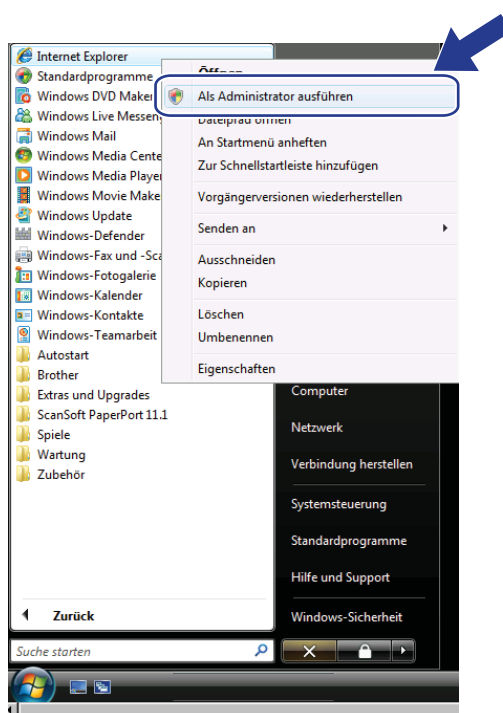 Internet Explorer
Standardprogramme
Windows DVD Maker
Windows Live Messen
Windows Mail
Windows Media Cente
Windows Media Playe
Windows Movie Make
Windows Update
Windows-Defender
Windows-Fax und -Sca
Windows-Fotogalerie
Windows-Kalender
Windows-Kontakte
Windows-Teamarbeit
Autostart
Brother
Extras und Upgrades
ScanSoft PaperPort 11.1
Spiele
Wartung
Zubehör
Zurück
Suche starten
Öffnen
Als Administrator ausführen
Dateipfad öffnen
An Startmenü anheften
Zur Schnellstartleiste hinzufügen
Vorgängerversionen wiederherstellen
Senden an
Ausschneiden
Kopieren
Löschen
Umbenennen
Eigenschaften
Computer
Netzwerk
Verbindung herstellen
Systemsteuerung
Standardprogramme
Hilfe und Support
Windows-Sicherheit